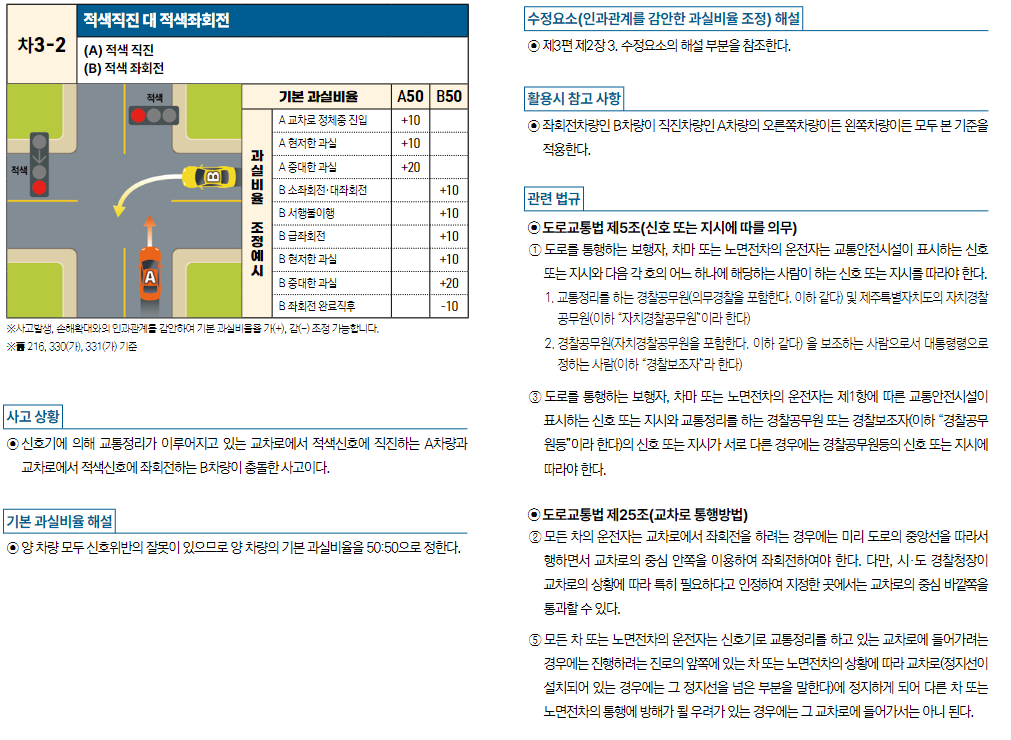 차3-2
적색직진 대 적색좌회전
(A) 적색 직진
(B) 적색 좌회전
적색
적색
B
A
기본 과실비율 A50 B50
과실비율 조정예시
A 교차로 정체중 진입 +10
A 현저한 과실 +10
A 중대한 과실 +20
B 소좌회전·대좌회전 +10
B 서행불이행 +10
B 급좌회전 +10
B 현저한 과실 +10
B 중대한 과실 +20
B 좌회전 완료직후 -10
※사고발생, 손해확대와의 인과관계를 감안하여 기본 과실비율을 가(+), 감(-) 조정 가능합니다.
※舊 216, 330(가), 331(가) 기준
사고 상황
◉ 신호기에 의해 교통정리가 이루어지고 있는 교차로에서 적색신호에 직진하는 A차량과
교차로에서 적색신호에 좌회전하는 B차량이 충돌한 사고이다.
기본 과실비율 해설
◉ 양 차량 모두 신호위반의 잘못이 있으므로 양 차량의 기본 과실비율을 50:50으로 정한다.
수정요소(인과관계를 감안한 과실비율 조정) 해설
◉ 제3편 제2장 3. 수정요소의 해설 부분을 참조한다.
활용시 참고 사항
◉ 좌회전차량인 B차량이 직진차량인 A차량의 오른쪽차량이든 왼쪽차량이든 모두 본 기준을
적용한다.
관련 법규
◉ 도로교통법 제5조(신호 또는 지시에 따를 의무)
① 도로를 통행하는 보행자, 차마 또는 노면전차의 운전자는 교통안전시설이 표시하는 신호
또는 지시와 다음 각 호의 어느 하나에 해당하는 사람이 하는 신호 또는 지시를 따라야 한다.
1. 교통정리를 하는 경찰공무원(의무경찰을 포함한다. 이하 같다) 및 제주특별자치도의 자치경찰
공무원(이하 “자치경찰공무원”이라 한다)
2. 경찰공무원(자치경찰공무원을 포함한다. 이하 같다) 을 보조하는 사람으로서 대통령령으로
정하는 사람(이하 “경찰보조자”라 한다)
③ 도로를 통행하는 보행자, 차마 또는 노면전차의 운전자는 제1항에 따른 교통안전시설이
표시하는 신호 또는 지시와 교통정리를 하는 경찰공무원 또는 경찰보조자(이하 “경찰공무
원등”이라 한다)의 신호 또는 지시가 서로 다른 경우에는 경찰공무원등의 신호 또는 지시에
따라야 한다.
◉ 도로교통법 제25조(교차로 통행방법)
② 모든 차의 운전자는 교차로에서 좌회전을 하려는 경우에는 미리 도로의 중앙선을 따라서
행하면서 교차로의 중심 안쪽을 이용하여 좌회전하여야 한다. 다만, 시·도 경찰청장이
교차로의 상황에 따라 특히 필요하다고 인정하여 지정한 곳에서는 교차로의 중심 바깥쪽을
통과할 수 있다.
⑤ 모든 차 또는 노면전차의 운전자는 신호기로 교통정리를 하고 있는 교차로에 들어가려는
경우에는 진행하려는 진로의 앞쪽에 있는 차 또는 노면전차의 상황에 따라 교차로(정지선이
설치되어 있는 경우에는 그 정지선을 넘은 부분을 말한다)에 정지하게 되어 다른 차 또는
노면전차의 통행에 방해가 될 우려가 있는 경우에는 그 교차로에 들어가서는 아니 된다.